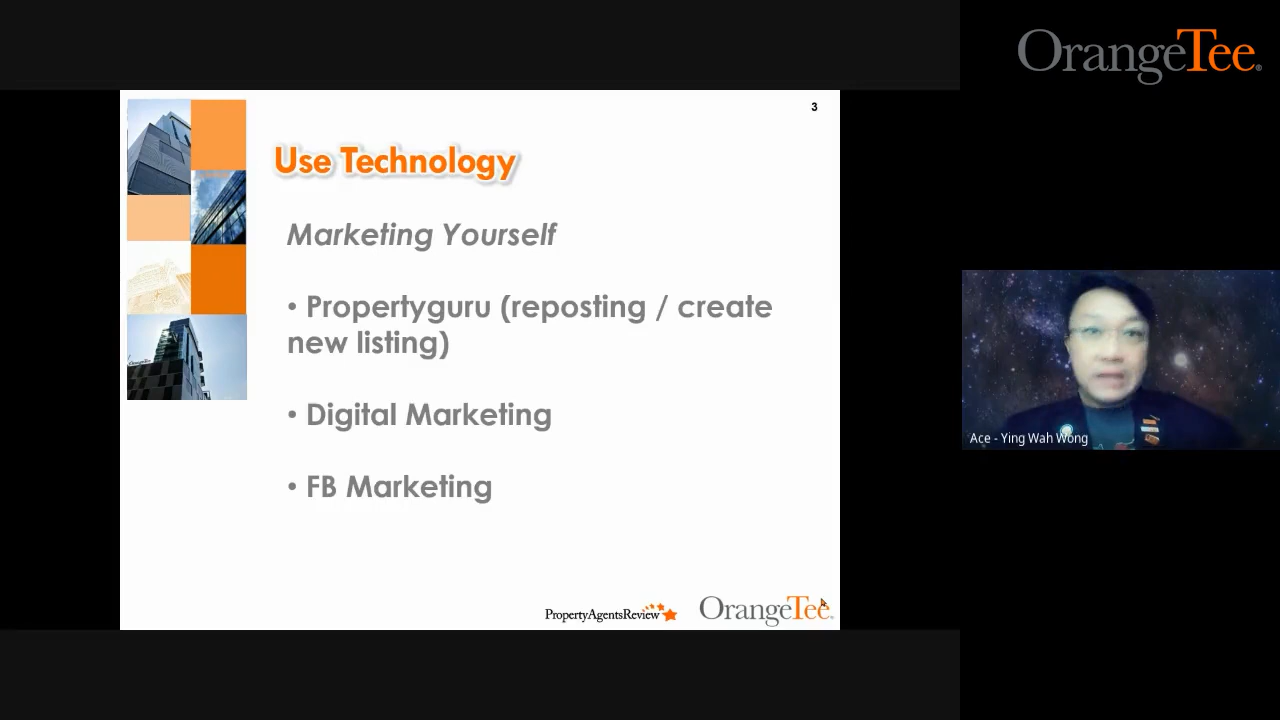 OrangeTee
3
Use Technology
Marketing Yourself
• Propertyguru (reposting / create
new listing)
• Digital Marketing
• FB Marketing
PropertyAgentsReview
OrangeTee
Ace - Ying Wah Wong